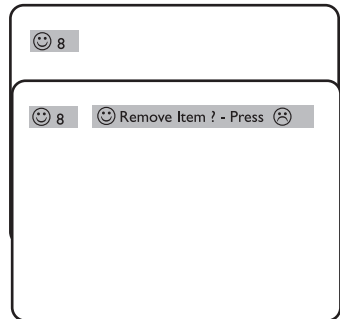 ☺ 8
☺ 8 ☺ Remove Item ? - Press ☹